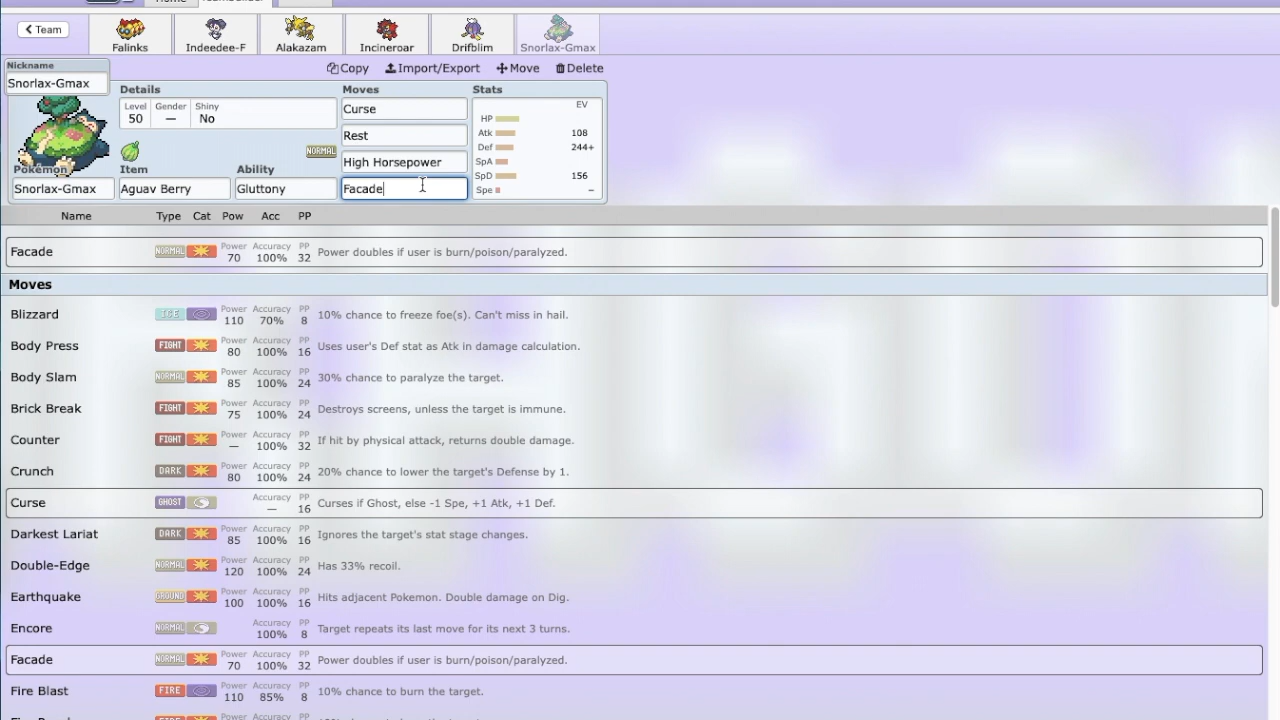 Home Teambuilder
Team
Falinks Indeedee-F Alakazam Incineroar Drifblim Snorlax-Gmax
Nickname
Snorlax-Gmax
Copy Import/Export Move Delete
Details
Level Gender Shiny
50 — No
NORMAL
Pokémon
Snorlax-Gmax
Item
Aguav Berry
Ability
Gluttony
Moves
Curse
Rest
High Horsepower
Facade
Stats
EV
HP
Atk 108
Def 244+
SpA
SpD 156
Spe –
Name Type Cat Pow Acc PP
Facade NORMAL Power 70 Accuracy 100% PP 32 Power doubles if user is burn/poison/paralyzed.
Moves
Blizzard ICE Power 110 Accuracy 70% PP 8 10% chance to freeze foe(s). Can't miss in hail.
Body Press FIGHT Power 80 Accuracy 100% PP 16 Uses user's Def stat as Atk in damage calculation.
Body Slam NORMAL Power 85 Accuracy 100% PP 24 30% chance to paralyze the target.
Brick Break FIGHT Power 75 Accuracy 100% PP 24 Destroys screens, unless the target is immune.
Counter FIGHT Power — Accuracy 100% PP 32 If hit by physical attack, returns double damage.
Crunch DARK Power 80 Accuracy 100% PP 24 20% chance to lower the target's Defense by 1.
Curse GHOST Accuracy — PP 16 Curses if Ghost, else -1 Spe, +1 Atk, +1 Def.
Darkest Lariat DARK Power 85 Accuracy 100% PP 16 Ignores the target's stat stage changes.
Double-Edge NORMAL Power 120 Accuracy 100% PP 24 Has 33% recoil.
Earthquake GROUND Power 100 Accuracy 100% PP 16 Hits adjacent Pokemon. Double damage on Dig.
Encore NORMAL Accuracy 100% PP 8 Target repeats its last move for its next 3 turns.
Facade NORMAL Power 70 Accuracy 100% PP 32 Power doubles if user is burn/poison/paralyzed.
Fire Blast FIRE Power 110 Accuracy 85% PP 8 10% chance to burn the target.